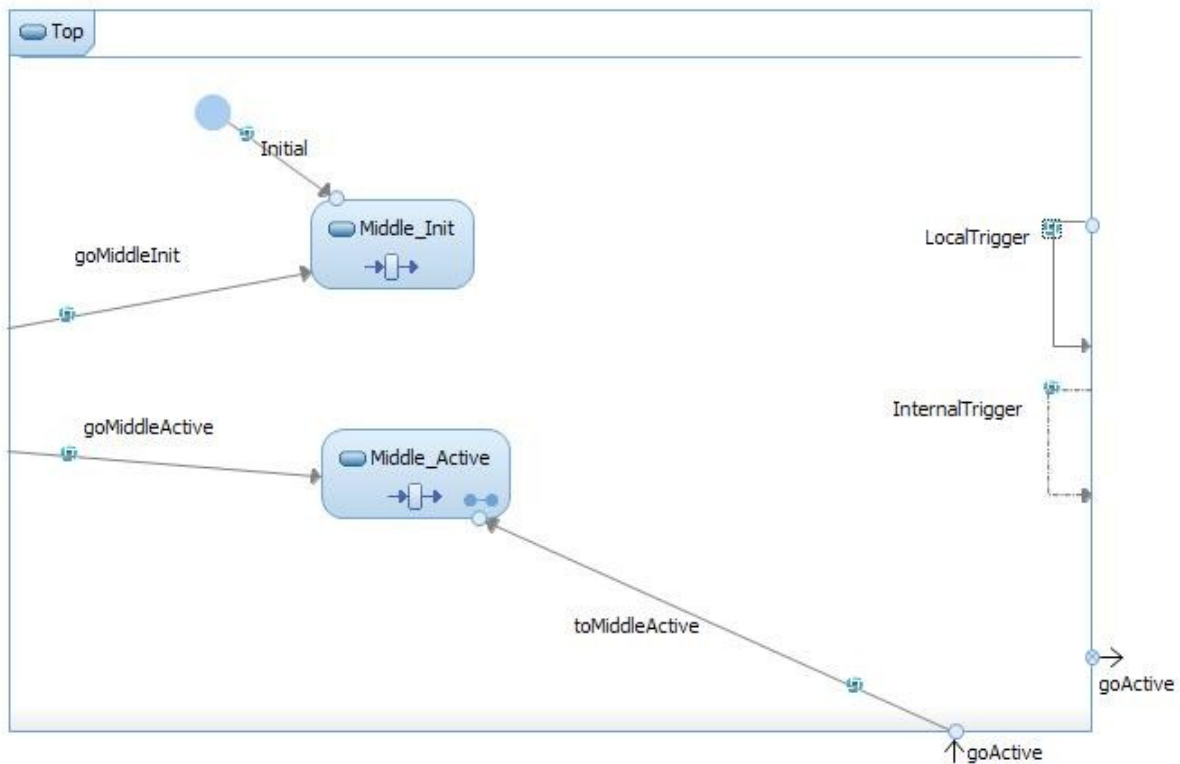 Top
Initial
Middle_Init
LocalTrigger
goMiddleInit
InternalTrigger
goMiddleActive
Middle_Active
toMiddleActive
goActive
goActive